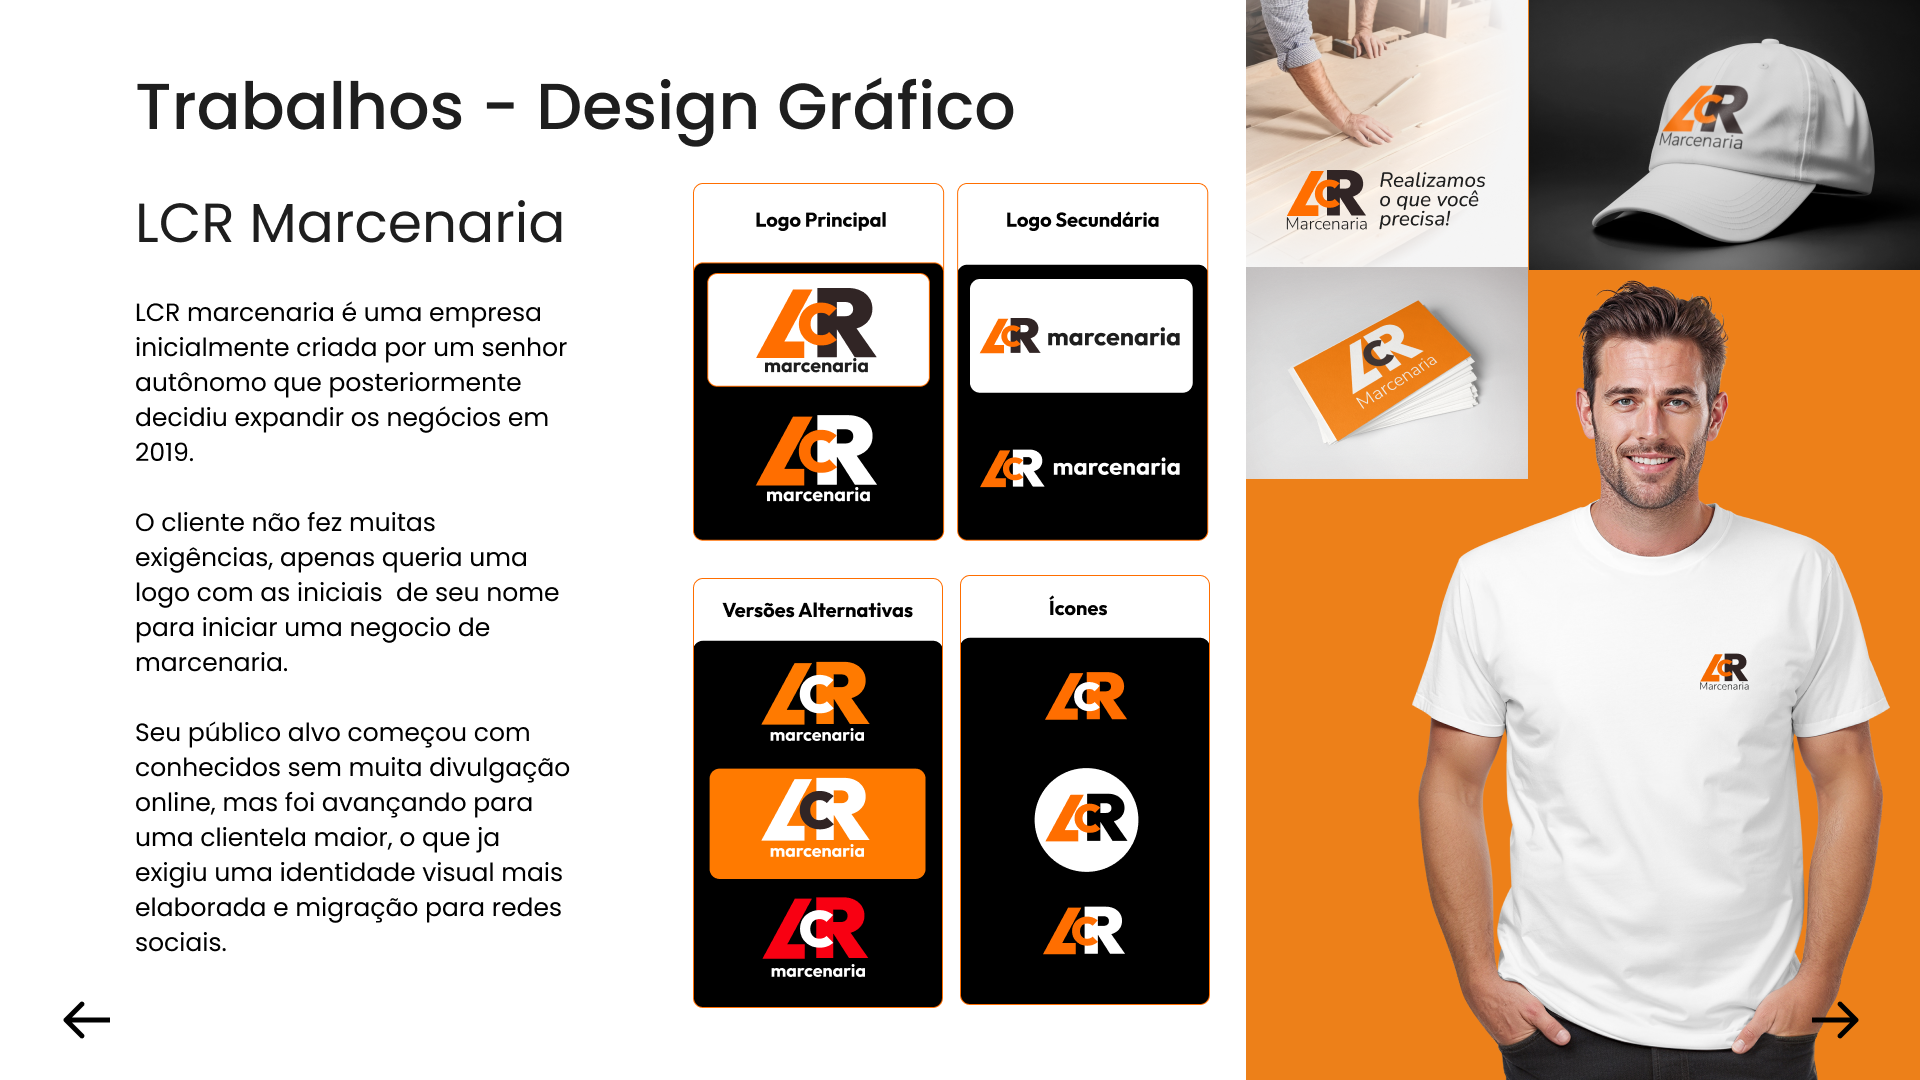 Trabalhos - Design Gráfico
LCR Marcenaria
LCR marcenaria é uma empresa
inicialmente criada por um senhor
autônomo que posteriormente
decidiu expandir os negócios em
2019.
O cliente não fez muitas
exigências, apenas queria uma
logo com as iniciais  de seu nome
para iniciar uma negocio de
marcenaria.
Seu público alvo começou com
conhecidos sem muita divulgação
online, mas foi avançando para
uma clientela maior, o que ja
exigiu uma identidade visual mais
elaborada e migração para redes
sociais.
Logo Principal
LCR
marcenaria
LCR
marcenaria
Logo Secundária
LCR marcenaria
LCR marcenaria
Versões Alternativas
LCR
marcenaria
LCR
marcenaria
LCR
marcenaria
Ícones
LCR
LCR
LCR
LCR
Marcenaria
Realizamos
o que você
precisa!
LCR
Marcenaria
LCR
Marcenaria
LCR
Marcenaria